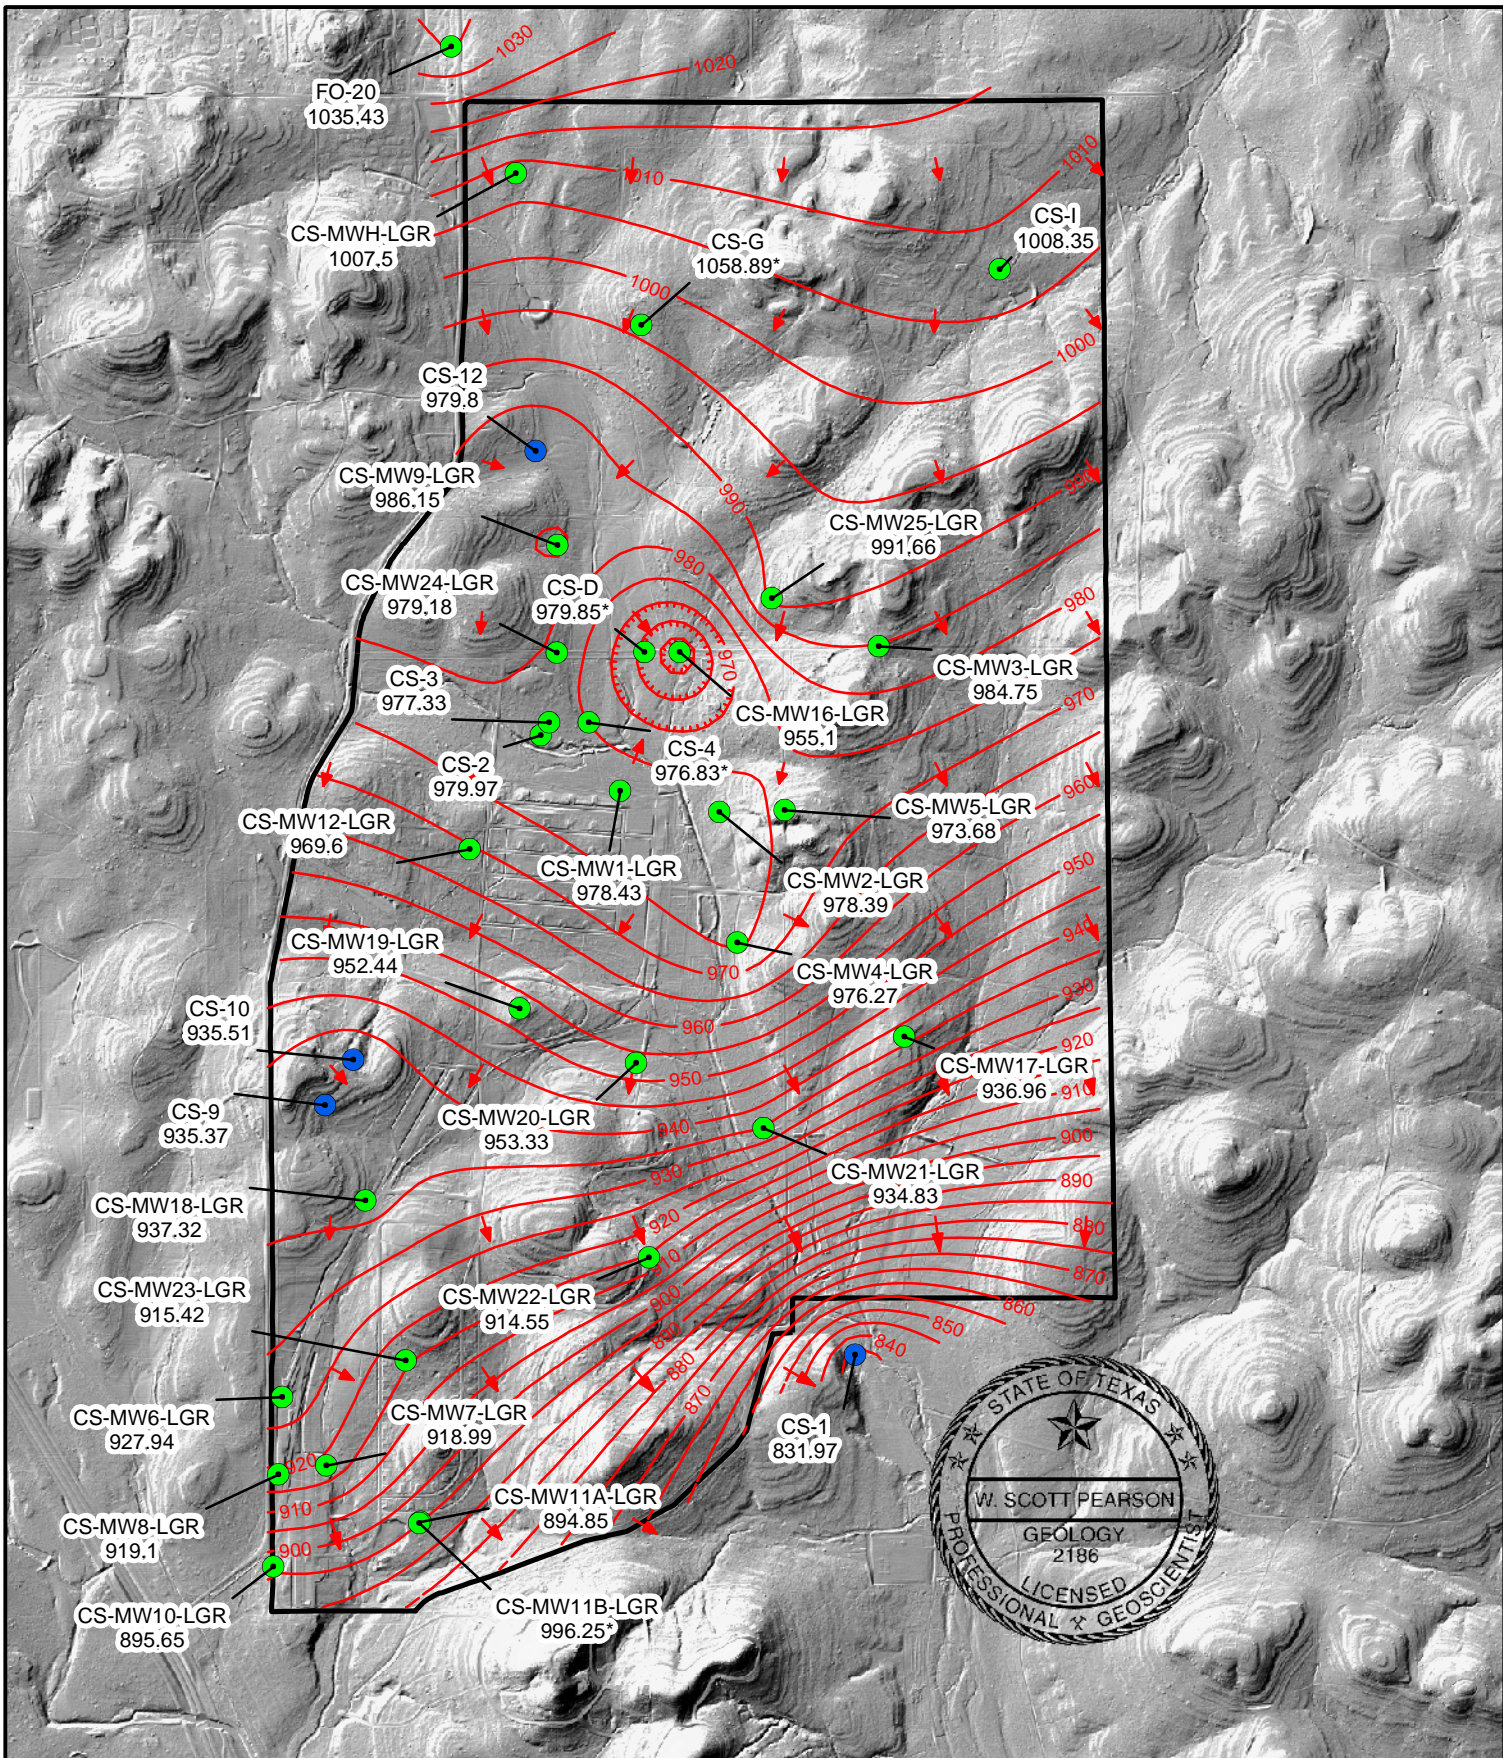 1030
1020
FO-20
1035.43
1010
1010
CS-MWH-LGR
1007.5
CS-I
1008.35
CS-G
1058.89*
1000
1000
CS-12
979.8
CS-MW9-LGR
986.15
990
990
CS-MW25-LGR
991.66
980
CS-MW24-LGR
979.18
CS-D
979.85*
980
970
CS-MW3-LGR
984.75
CS-3
977.33
970
CS-MW16-LGR
955.1
CS-4
976.83*
CS-2
979.97
960
CS-MW5-LGR
973.68
CS-MW12-LGR
969.6
CS-MW1-LGR
978.43
950
CS-MW2-LGR
978.39
940
CS-MW19-LGR
952.44
970
CS-MW4-LGR
976.27
930
CS-10
935.51
960
920
CS-MW17-LGR
936.96
950
910
CS-9
935.37
CS-MW20-LGR
953.33
940
900
CS-MW21-LGR
934.83
930
890
CS-MW18-LGR
937.32
920
880
910
870
CS-MW23-LGR
915.42
CS-MW22-LGR
914.55
900
860
890
850
840
880
870
CS-MW6-LGR
927.94
CS-MW7-LGR
918.99
CS-1
831.97
920
910
CS-MW8-LGR
919.1
CS-MW11A-LGR
894.85
900
CS-MW10-LGR
895.65
CS-MW11B-LGR
996.25*
STATE OF TEXAS
W. SCOTT PEARSON
GEOLOGY
2186
LICENSED
PROFESSIONAL GEOSCIENTIST